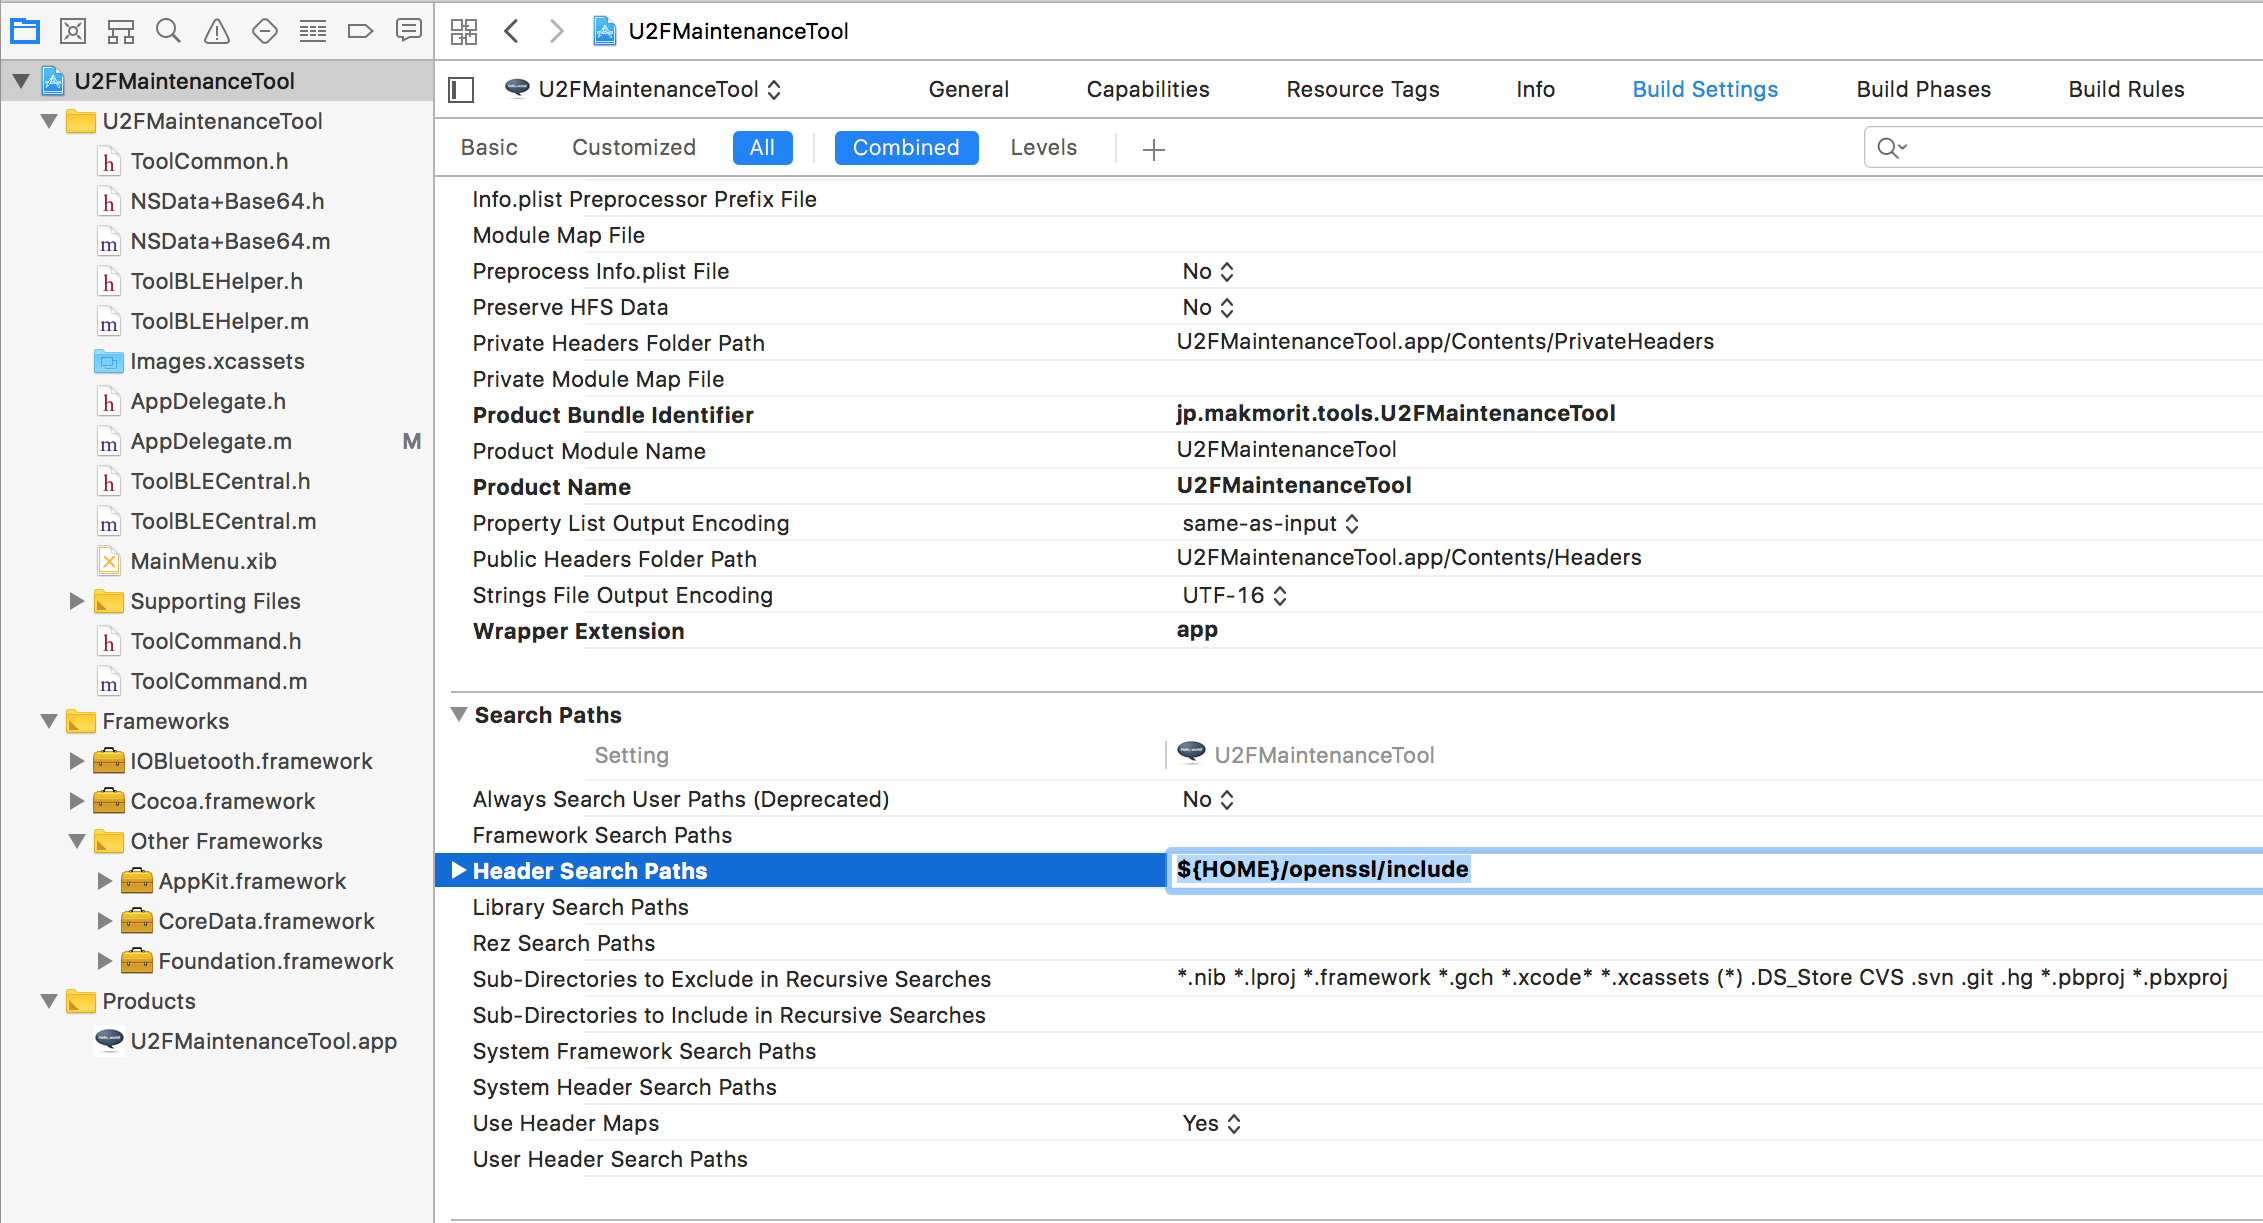 U2FMaintenanceTool
U2FMaintenanceTool
U2FMaintenanceTool
ToolCommon.h
NSData+Base64.h
NSData+Base64.m
ToolBLEHelper.h
ToolBLEHelper.m
Images.xcassets
AppDelegate.h
AppDelegate.m M
ToolBLECentral.h
ToolBLECentral.m
MainMenu.xib
Supporting Files
ToolCommand.h
ToolCommand.m
Frameworks
IOBluetooth.framework
Cocoa.framework
Other Frameworks
AppKit.framework
CoreData.framework
Foundation.framework
Products
U2FMaintenanceTool.app
U2FMaintenanceTool General Capabilities Resource Tags Info Build Settings Build Phases Build Rules
Basic Customized All Combined Levels
Info.plist Preprocessor Prefix File
Module Map File
Preprocess Info.plist File No
Preserve HFS Data No
Private Headers Folder Path U2FMaintenanceTool.app/Contents/PrivateHeaders
Private Module Map File
Product Bundle Identifier jp.makmorit.tools.U2FMaintenanceTool
Product Module Name U2FMaintenanceTool
Product Name U2FMaintenanceTool
Property List Output Encoding same-as-input
Public Headers Folder Path U2FMaintenanceTool.app/Contents/Headers
Strings File Output Encoding UTF-16
Wrapper Extension app
Search Paths
Setting U2FMaintenanceTool
Always Search User Paths (Deprecated) No
Framework Search Paths
Header Search Paths ${HOME}/openssl/include
Library Search Paths
Rez Search Paths
Sub-Directories to Exclude in Recursive Searches *.nib *.lproj *.framework *.gch *.xcode* *.xcassets (*) .DS_Store CVS .svn .git .hg *.pbproj *.pbxproj
Sub-Directories to Include in Recursive Searches
System Framework Search Paths
System Header Search Paths
Use Header Maps Yes
User Header Search Paths